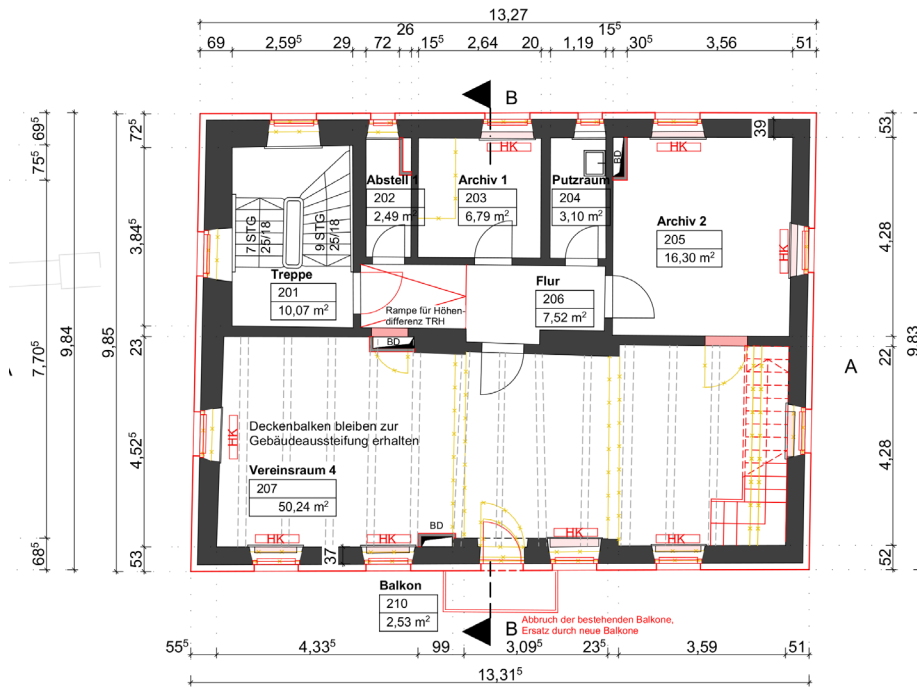 13,27
26
15⁵
69 2,59⁵ 29 72 15⁵ 2,64 20 1,19 30⁵ 3,56 51
B
39
HK HK
BD
Abstell 1
202
2,49 m²
Archiv 1
203
6,79 m²
Putzraum
204
3,10 m²
Archiv 2
205
16,30 m²
HK
7 STG
25/18
9 STG
25/18
Treppe
201
10,07 m²
Rampe für Höhen-
differenz TRH
Flur
206
7,52 m²
BD
A
69⁵
75⁵
7,70⁵
68⁵
9,84
9,85
72⁵
3,84⁵
23
4,52⁵
53
53
4,28
22
4,28
52
9,83
Deckenbalken bleiben zur
Gebäudeaussteifung erhalten
HK
Vereinsraum 4
207
50,24 m²
BD
HK HK HK HK
37
Balkon
210
2,53 m²
B
Abbruch der bestehenden Balkone,
Ersatz durch neue Balkone
55⁵ 4,33⁵ 99 3,09⁵ 23⁵ 3,59 51
13,31⁵